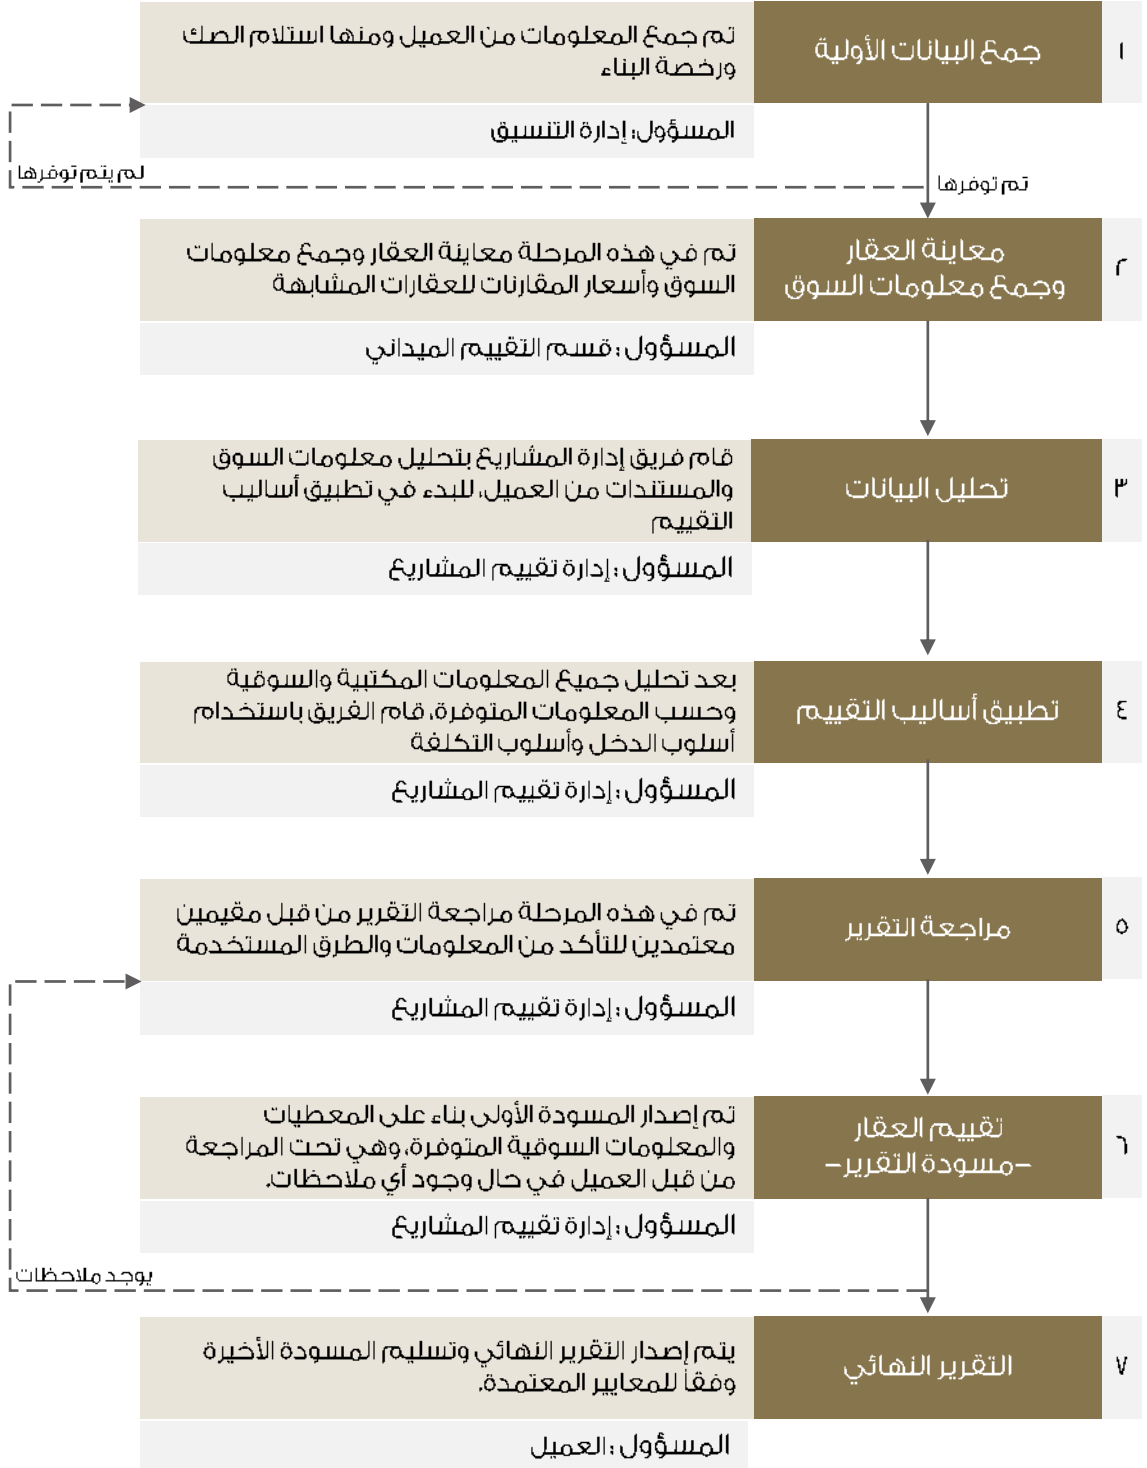 ١
جمع البيانات الأولية
تم جمع المعلومات من العميل ومنها استلام الصك
ورخصة البناء
المسؤول: إدارة التنسيق
لم يتم توفرها
تم توفرها
٢
معاينة العقار
وجمع معلومات السوق
تم في هذه المرحلة معاينة العقار وجمع معلومات
السوق وأسعار المقارنات للعقارات المشابهة
المسؤول : قسم التقييم الميداني
٣
تحليل البيانات
قام فريق إدارة المشاريع بتحليل معلومات السوق
والمستندات من العميل، للبدء في تطبيق أساليب
التقييم
المسؤول : إدارة تقييم المشاريع
٤
تطبيق أساليب التقييم
بعد تحليل جميع المعلومات المكتبية والسوقية
وحسب المعلومات المتوفرة، قام الفريق باستخدام
أسلوب الدخل وأسلوب التكلفة
المسؤول : إدارة تقييم المشاريع
٥
مراجعة التقرير
تم في هذه المرحلة مراجعة التقرير من قبل مقيمين
معتمدين للتأكد من المعلومات والطرق المستخدمة
المسؤول : إدارة تقييم المشاريع
٦
تقييم العقار
-مسودة التقرير-
تم إصدار المسودة الأولى بناء على المعطيات
والمعلومات السوقية المتوفرة، وهي تحت المراجعة
من قبل العميل في حال وجود أي ملاحظات.
المسؤول : إدارة تقييم المشاريع
يوجد ملاحظات
٧
التقرير النهائي
يتم إصدار التقرير النهائي وتسليم المسودة الأخيرة
وفقاً للمعايير المعتمدة.
المسؤول : العميل